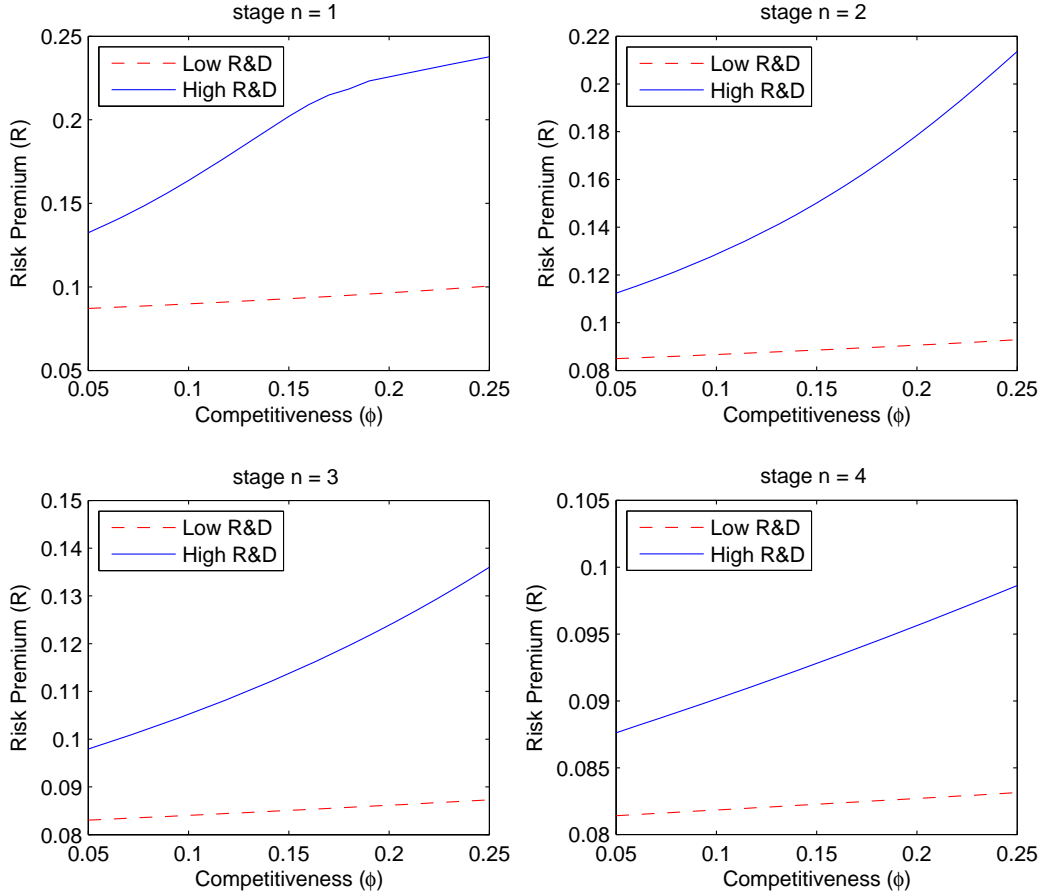 stage n = 1
0.25
0.2
0.15
0.1
0.05
Risk Premium (R)
Low R&D
High R&D
0.05 0.1 0.15 0.2 0.25
Competitiveness (ϕ)
stage n = 2
0.22
0.2
0.18
0.16
0.14
0.12
0.1
0.08
Risk Premium (R)
Low R&D
High R&D
0.05 0.1 0.15 0.2 0.25
Competitiveness (ϕ)
stage n = 3
0.15
0.14
0.13
0.12
0.11
0.1
0.09
0.08
Risk Premium (R)
Low R&D
High R&D
0.05 0.1 0.15 0.2 0.25
Competitiveness (ϕ)
stage n = 4
0.105
0.1
0.095
0.09
0.085
0.08
Risk Premium (R)
Low R&D
High R&D
0.05 0.1 0.15 0.2 0.25
Competitiveness (ϕ)